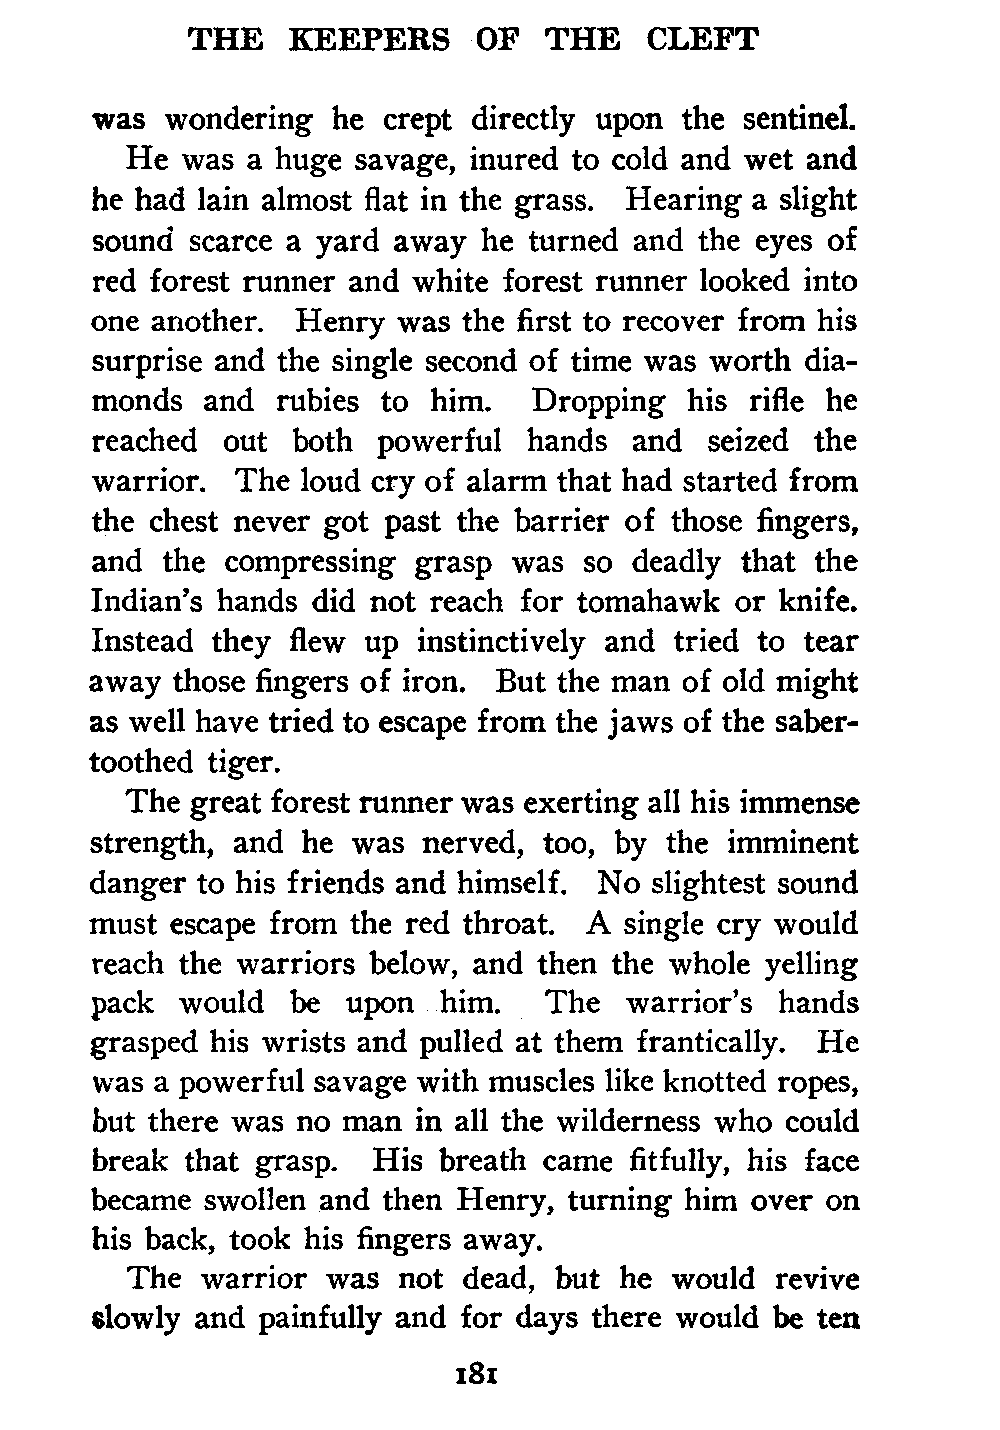 THE KEEPERS OF THE CLEFT
was wondering he crept directly upon the sentinel.
He was a huge savage, inured to cold and wet and
he had lain almost flat in the grass. Hearing a slight
sound scarce a yard away he turned and the eyes of
red forest runner and white forest runner looked into
one another. Henry was the first to recover from his
surprise and the single second of time was worth dia-
monds and rubies to him. Dropping his rifle he
reached out both powerful hands and seized the
warrior. The loud cry of alarm that had started from
the chest never got past the barrier of those fingers,
and the compressing grasp was so deadly that the
Indian's hands did not reach for tomahawk or knife.
Instead they flew up instinctively and tried to tear
away those fingers of iron. But the man of old might
as well have tried to escape from the jaws of the saber-
toothed tiger.
The great forest runner was exerting all his immense
strength, and he was nerved, too, by the imminent
danger to his friends and himself. No slightest sound
must escape from the red throat. A single cry would
reach the warriors below, and then the whole yelling
pack would be upon him. The warrior's hands
grasped his wrists and pulled at them frantically. He
was a powerful savage with muscles like knotted ropes,
but there was no man in all the wilderness who could
break that grasp. His breath came fitfully, his face
became swollen and then Henry, turning him over on
his back, took his fingers away.
The warrior was not dead, but he would revive
slowly and painfully and for days there would be ten
181